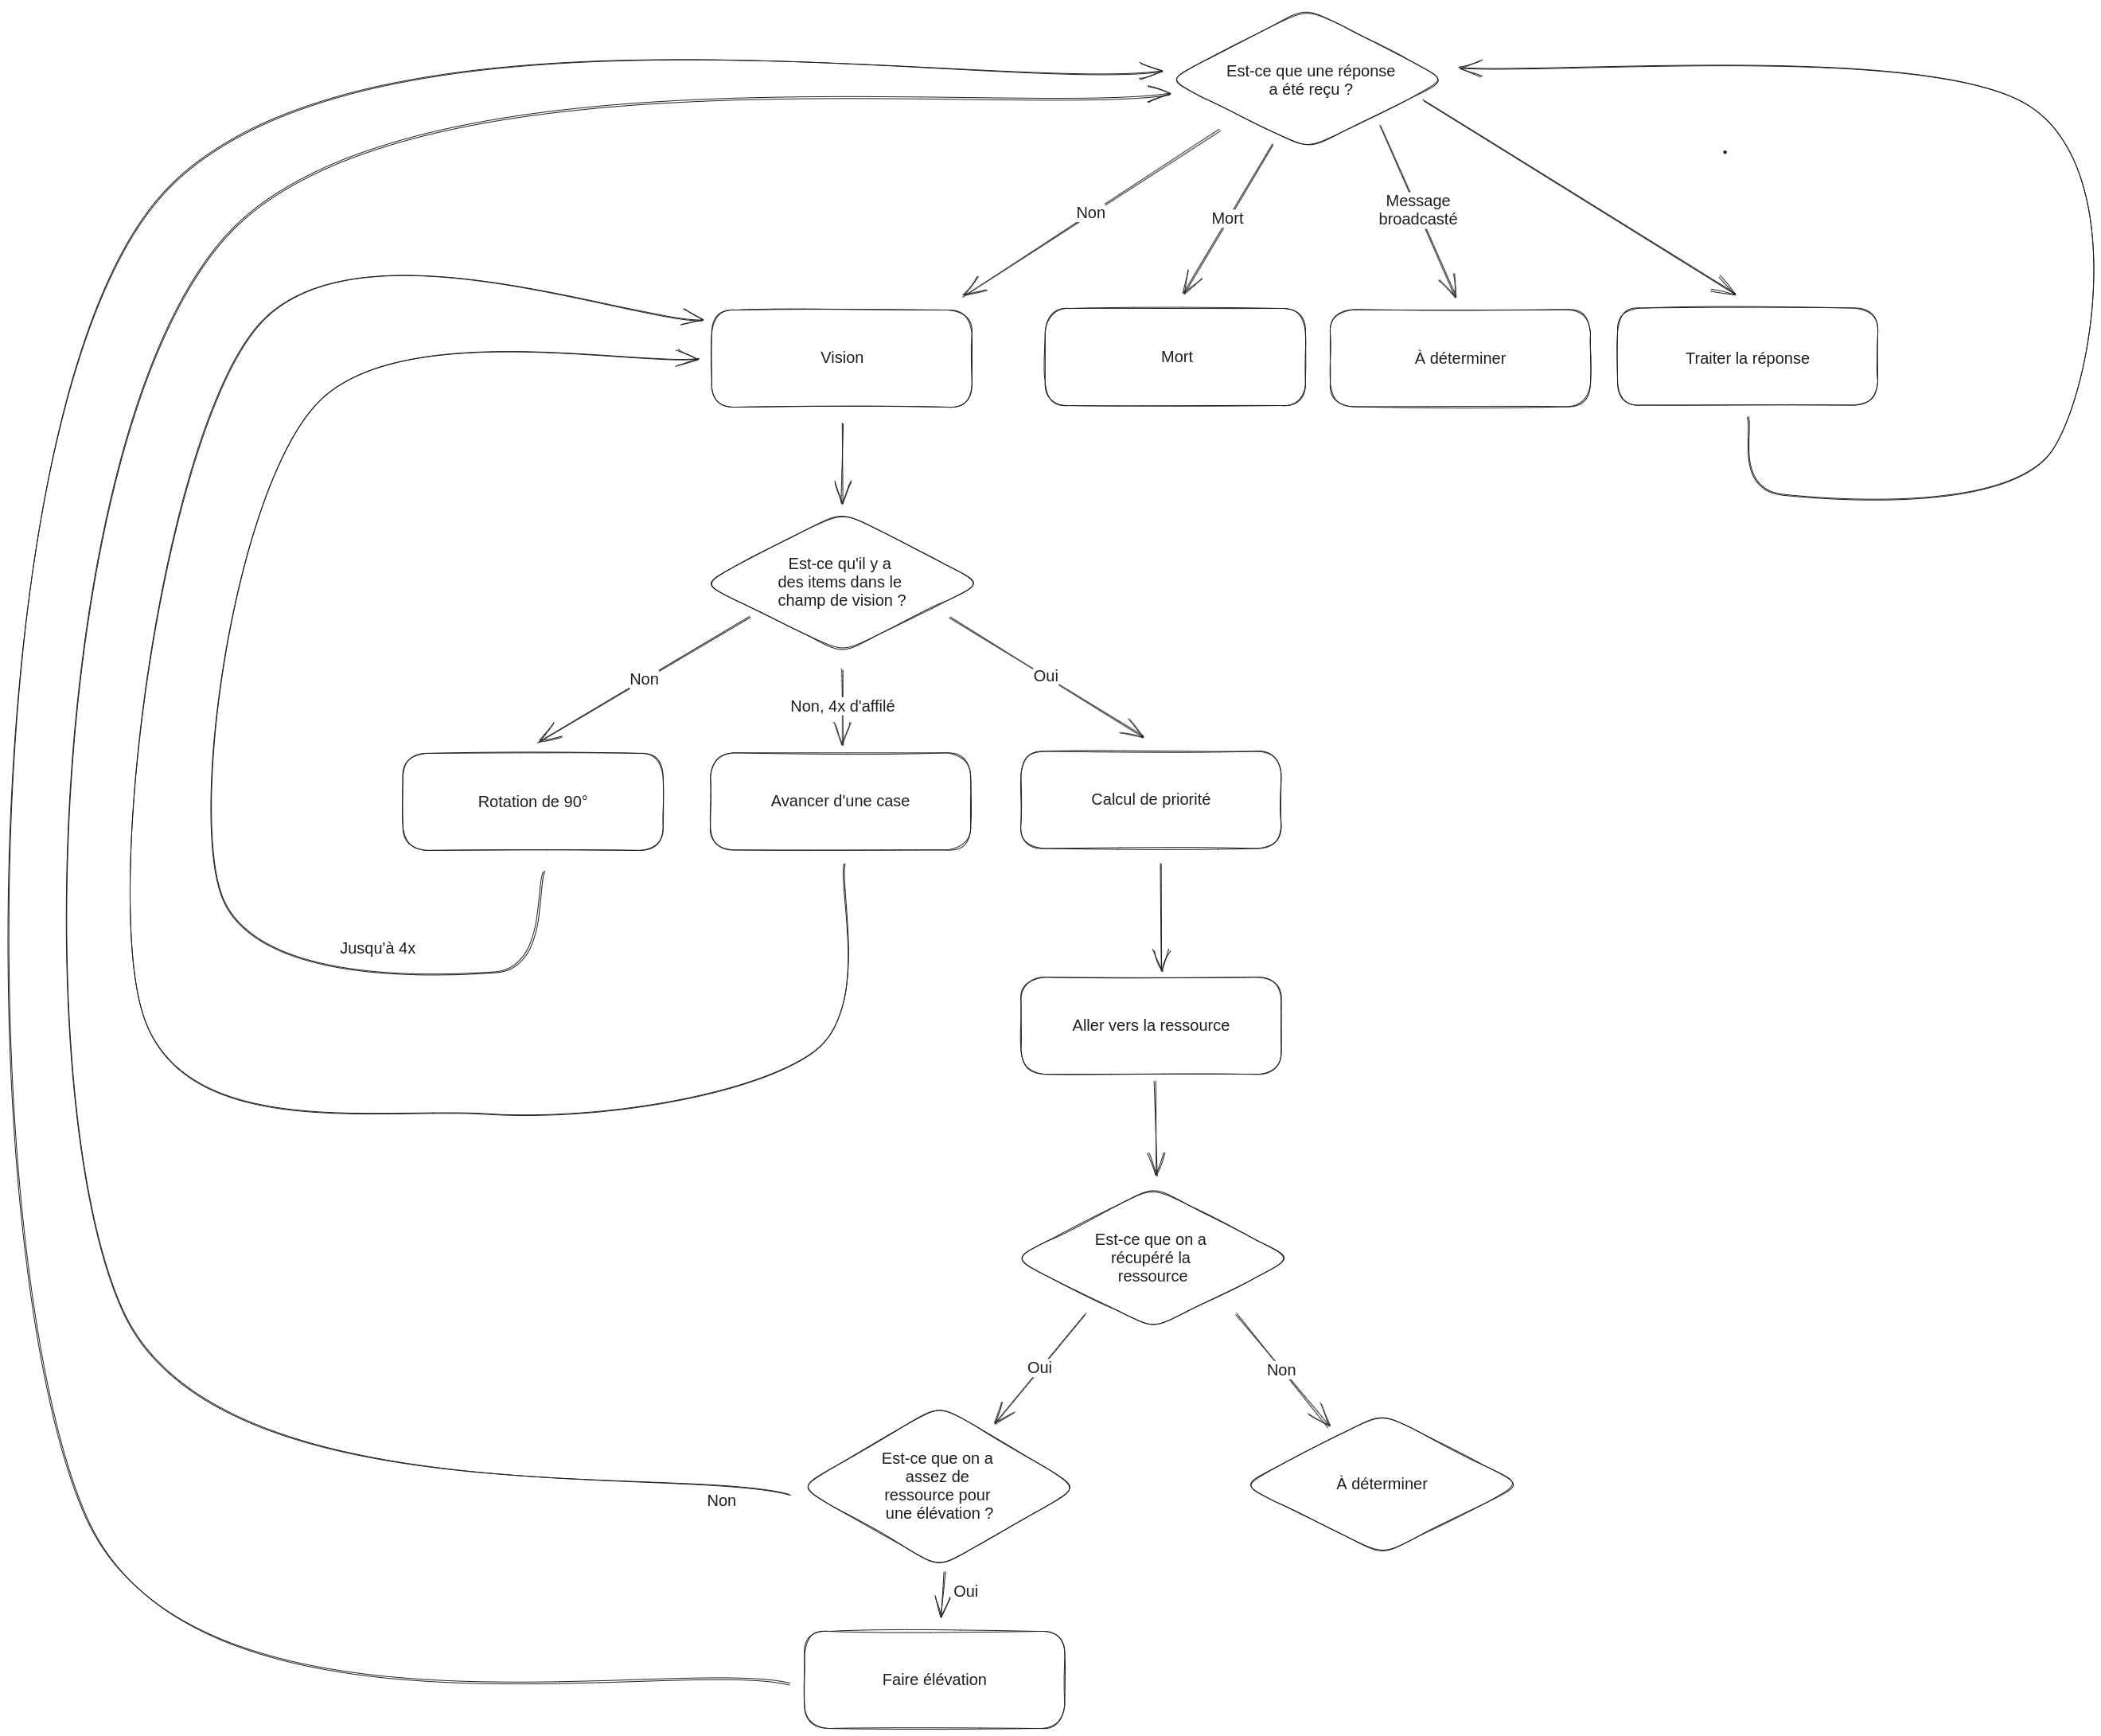 Est-ce que une réponse
a été reçu ?
Non
Mort
Message
broadcasté
Vision
Mort
À déterminer
Traiter la réponse
Est-ce qu'il y a
des items dans le
champ de vision ?
Non
Non, 4x d'affilé
Oui
Rotation de 90°
Avancer d'une case
Calcul de priorité
Jusqu'à 4x
Aller vers la ressource
Est-ce que on a
récupéré la
ressource
Oui
Non
Est-ce que on a
assez de
ressource pour
une élévation ?
À déterminer
Non
Oui
Faire élévation